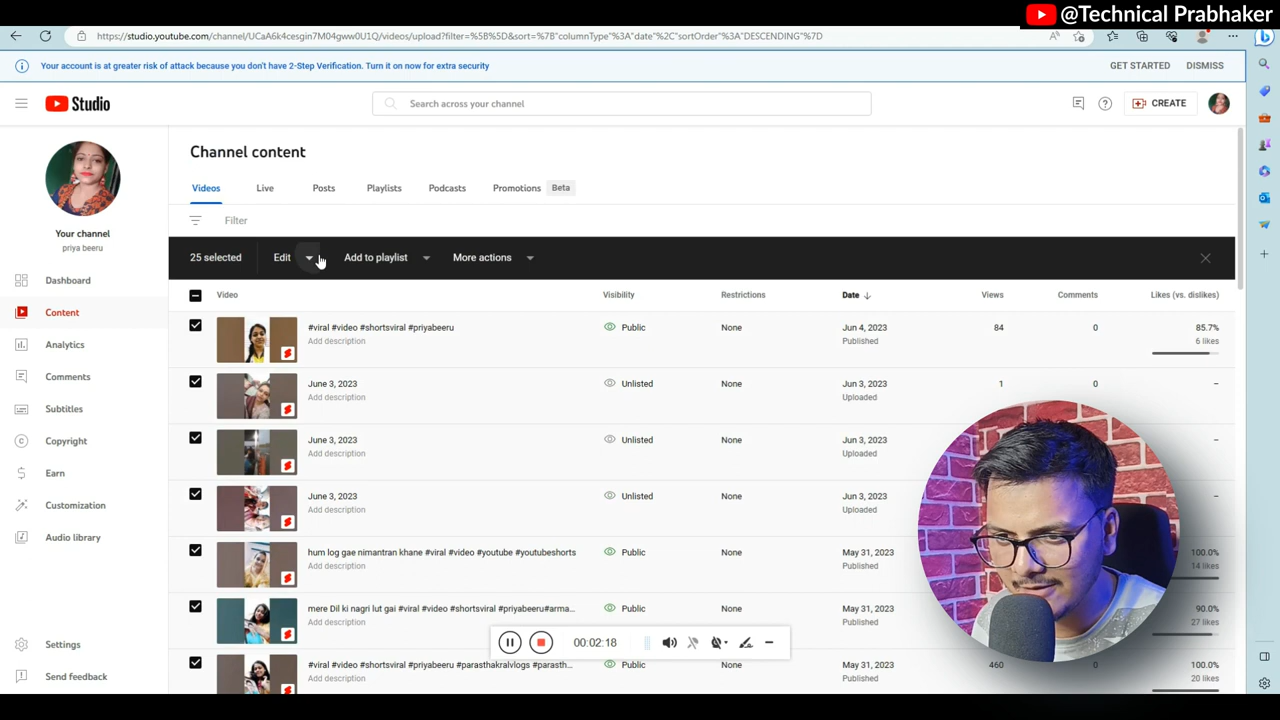 @Technical Prabhaker
https://studio.youtube.com/channel/UCaA6k4cesgin7M04gww0U1Q/videos/upload?filter=%5B%5D&sort=%7B"columnType"%3A"date"%2C"sortOrder"%3A"DESCENDING"%7D
Your account is at greater risk of attack because you don't have 2-Step Verification. Turn it on now for extra security
GET STARTED
DISMISS
Studio
Search across your channel
CREATE
Your channel
priya beeru
Dashboard
Content
Analytics
Comments
Subtitles
Copyright
Earn
Customization
Audio library
Settings
Send feedback
Channel content
Videos Live Posts Playlists Podcasts Promotions Beta
Filter
25 selected Edit Add to playlist More actions
Video Visibility Restrictions Date Views Comments Likes (vs. dislikes)
#viral #video #shortsviral #priyabeeru Public None Jun 4, 2023 84 0 85.7%
Add description Published 6 likes
June 3, 2023 Unlisted None Jun 3, 2023 1 0 –
Add description Uploaded
June 3, 2023 Unlisted None Jun 3, 2023 –
Add description Uploaded
June 3, 2023 Unlisted None Jun 3, 2023 –
Add description Uploaded
hum log gae nimantran khane #viral #video #youtube #youtubeshorts Public None May 31, 2023 100.0%
Add description Published 14 likes
mere Dil ki nagri lut gai #viral #video #shortsviral #priyabeeru#arma... Public None May 31, 2023 90.0%
Add description Published 27 likes
#viral #video #shortsviral #priyabeeru #parasthakralvlogs #parasth... Public None May 31, 2023 460 0 100.0%
Published 20 likes
00:02:18